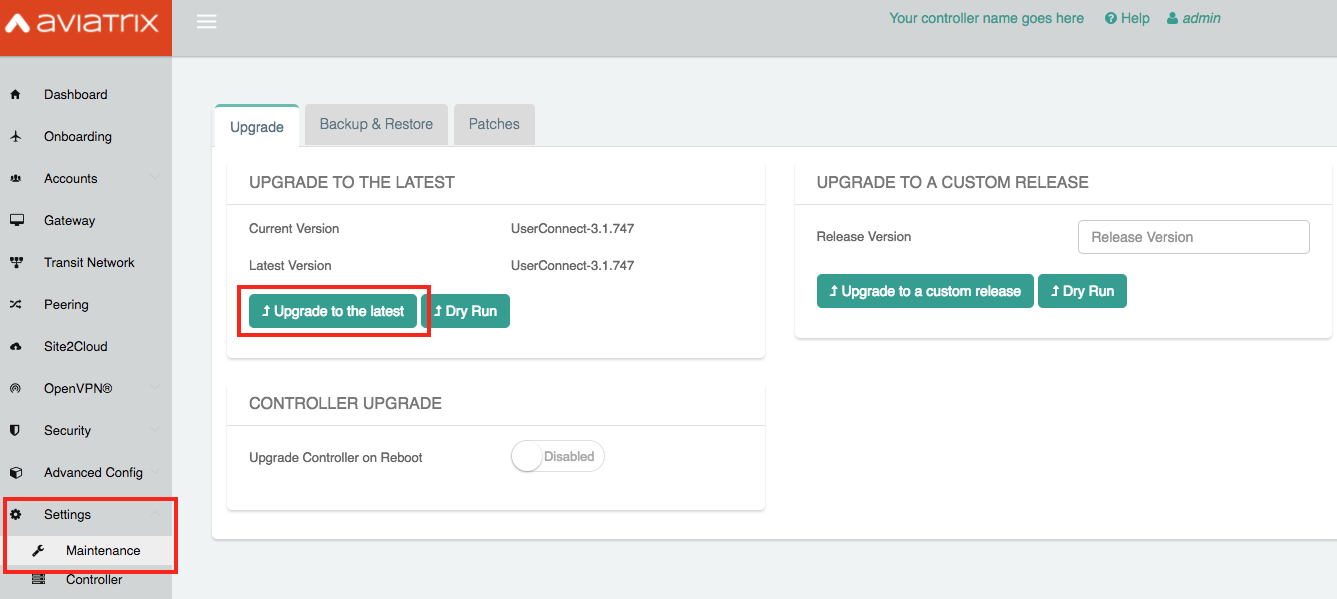 aviatrix
Your controller name goes here Help admin
Dashboard
Onboarding
Accounts
Gateway
Transit Network
Peering
Site2Cloud
OpenVPN®
Security
Advanced Config
Settings
Maintenance
Controller
Upgrade Backup & Restore Patches
UPGRADE TO THE LATEST
Current Version UserConnect-3.1.747
Latest Version UserConnect-3.1.747
Upgrade to the latest Dry Run
CONTROLLER UPGRADE
Upgrade Controller on Reboot Disabled
UPGRADE TO A CUSTOM RELEASE
Release Version Release Version
Upgrade to a custom release Dry Run